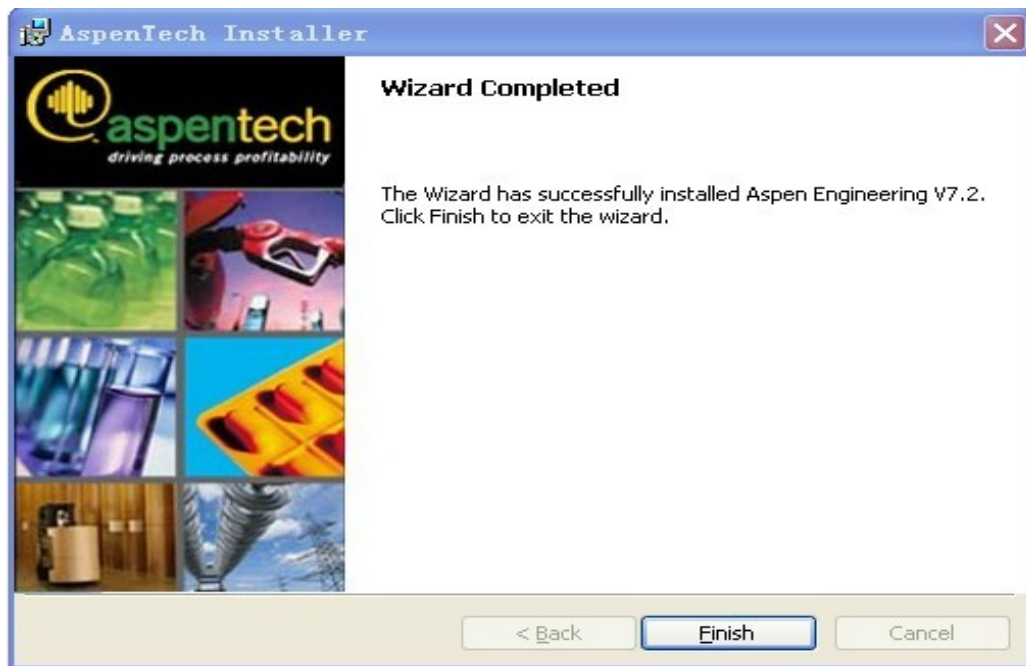 AspenTech Installer
aspentech
driving process profitability
Wizard Completed
The Wizard has successfully installed Aspen Engineering V7.2.
Click Finish to exit the wizard.
< Back
Finish
Cancel